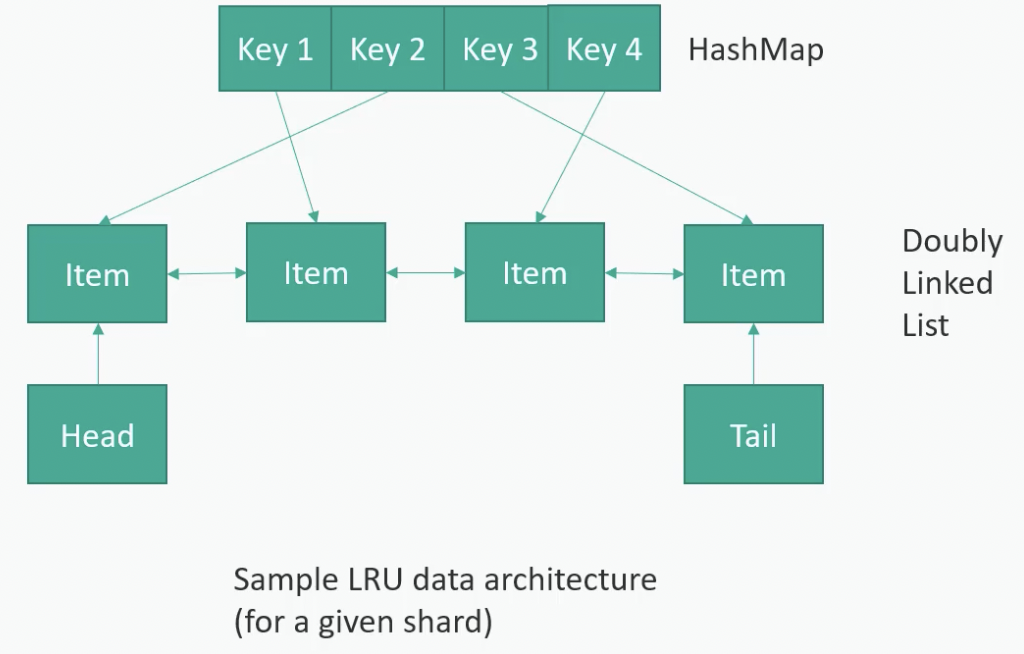 Key 1 Key 2 Key 3 Key 4 HashMap
Item Item Item Item
Doubly
Linked
List
Head Tail
Sample LRU data architecture
(for a given shard)